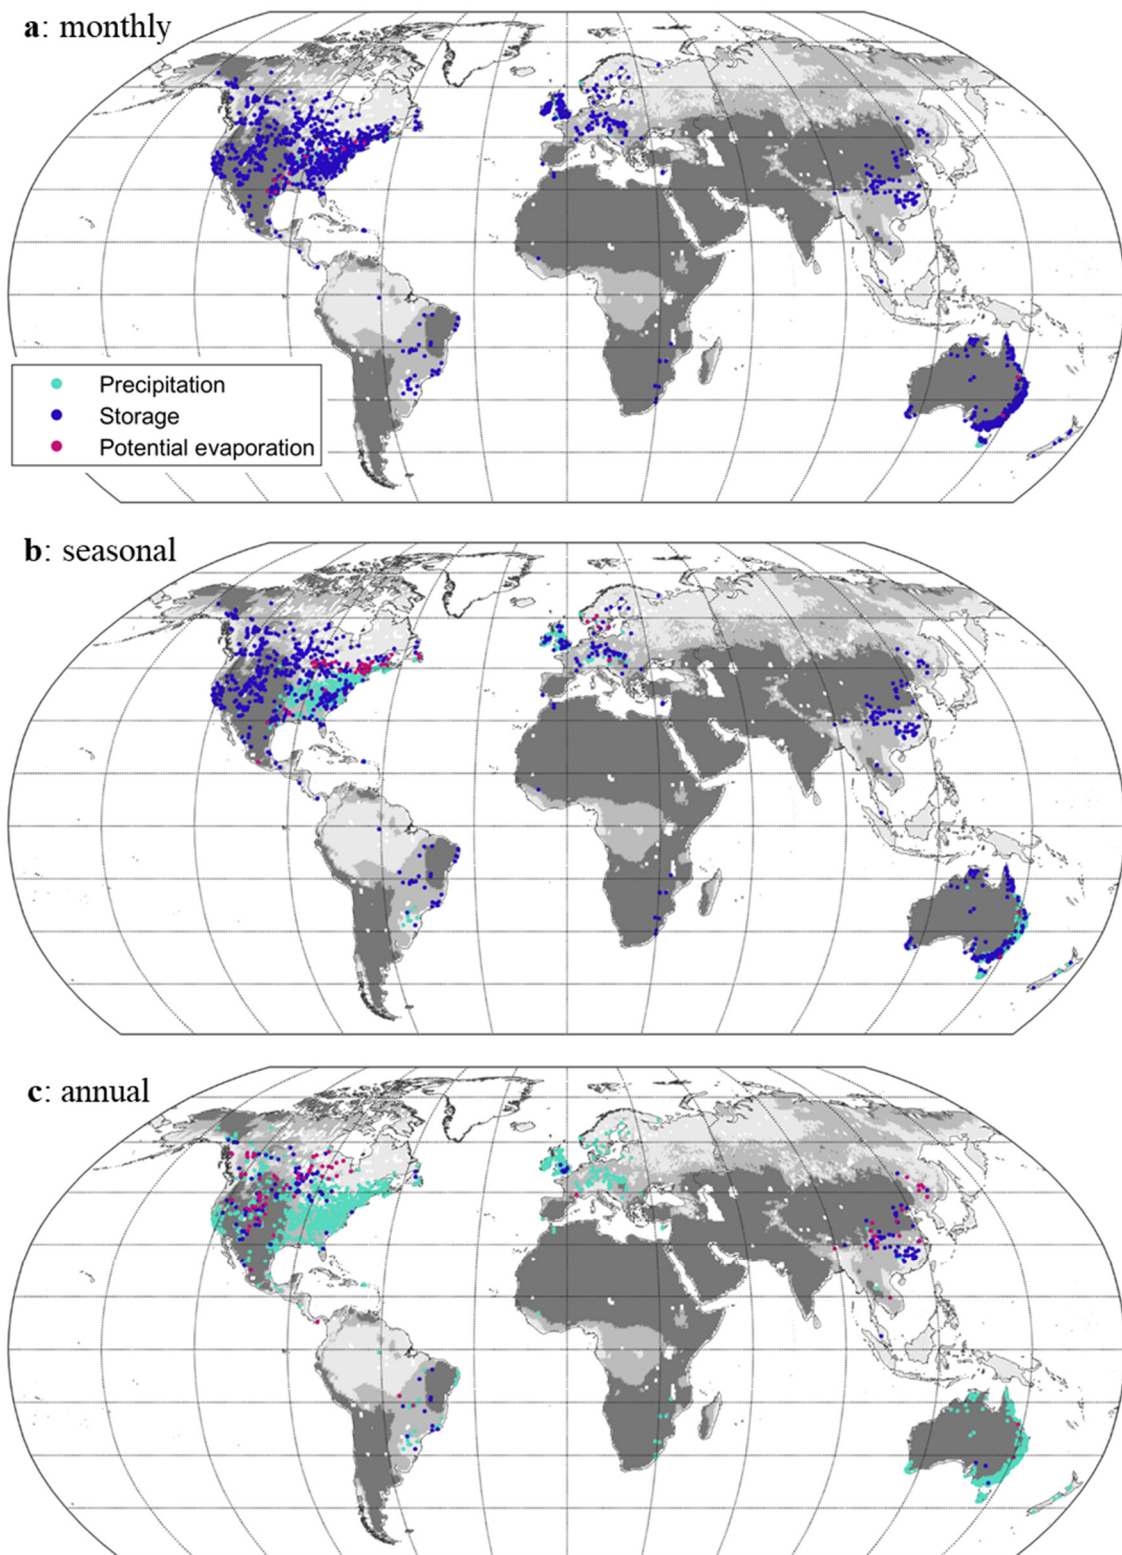 a: monthly
Precipitation
Storage
Potential evaporation
b: seasonal
c: annual